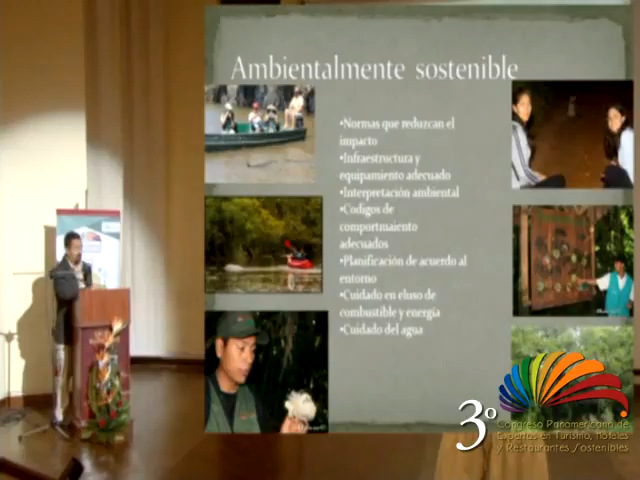 Ambientalmente sostenible
•Normas que reduzcan el
impacto
•Infraestructura y
equipamiento adecuado
•Interpretación ambiental
•Codigos de
comportmaiento
adecuados
•Planificación de acuerdo al
entorno
•Cuidado en eluso de
combustible y energía
•Cuidado del agua
3º
Congreso Panamericano de
Expertos en Turismo, Hoteles
y Restaurantes Sostenibles